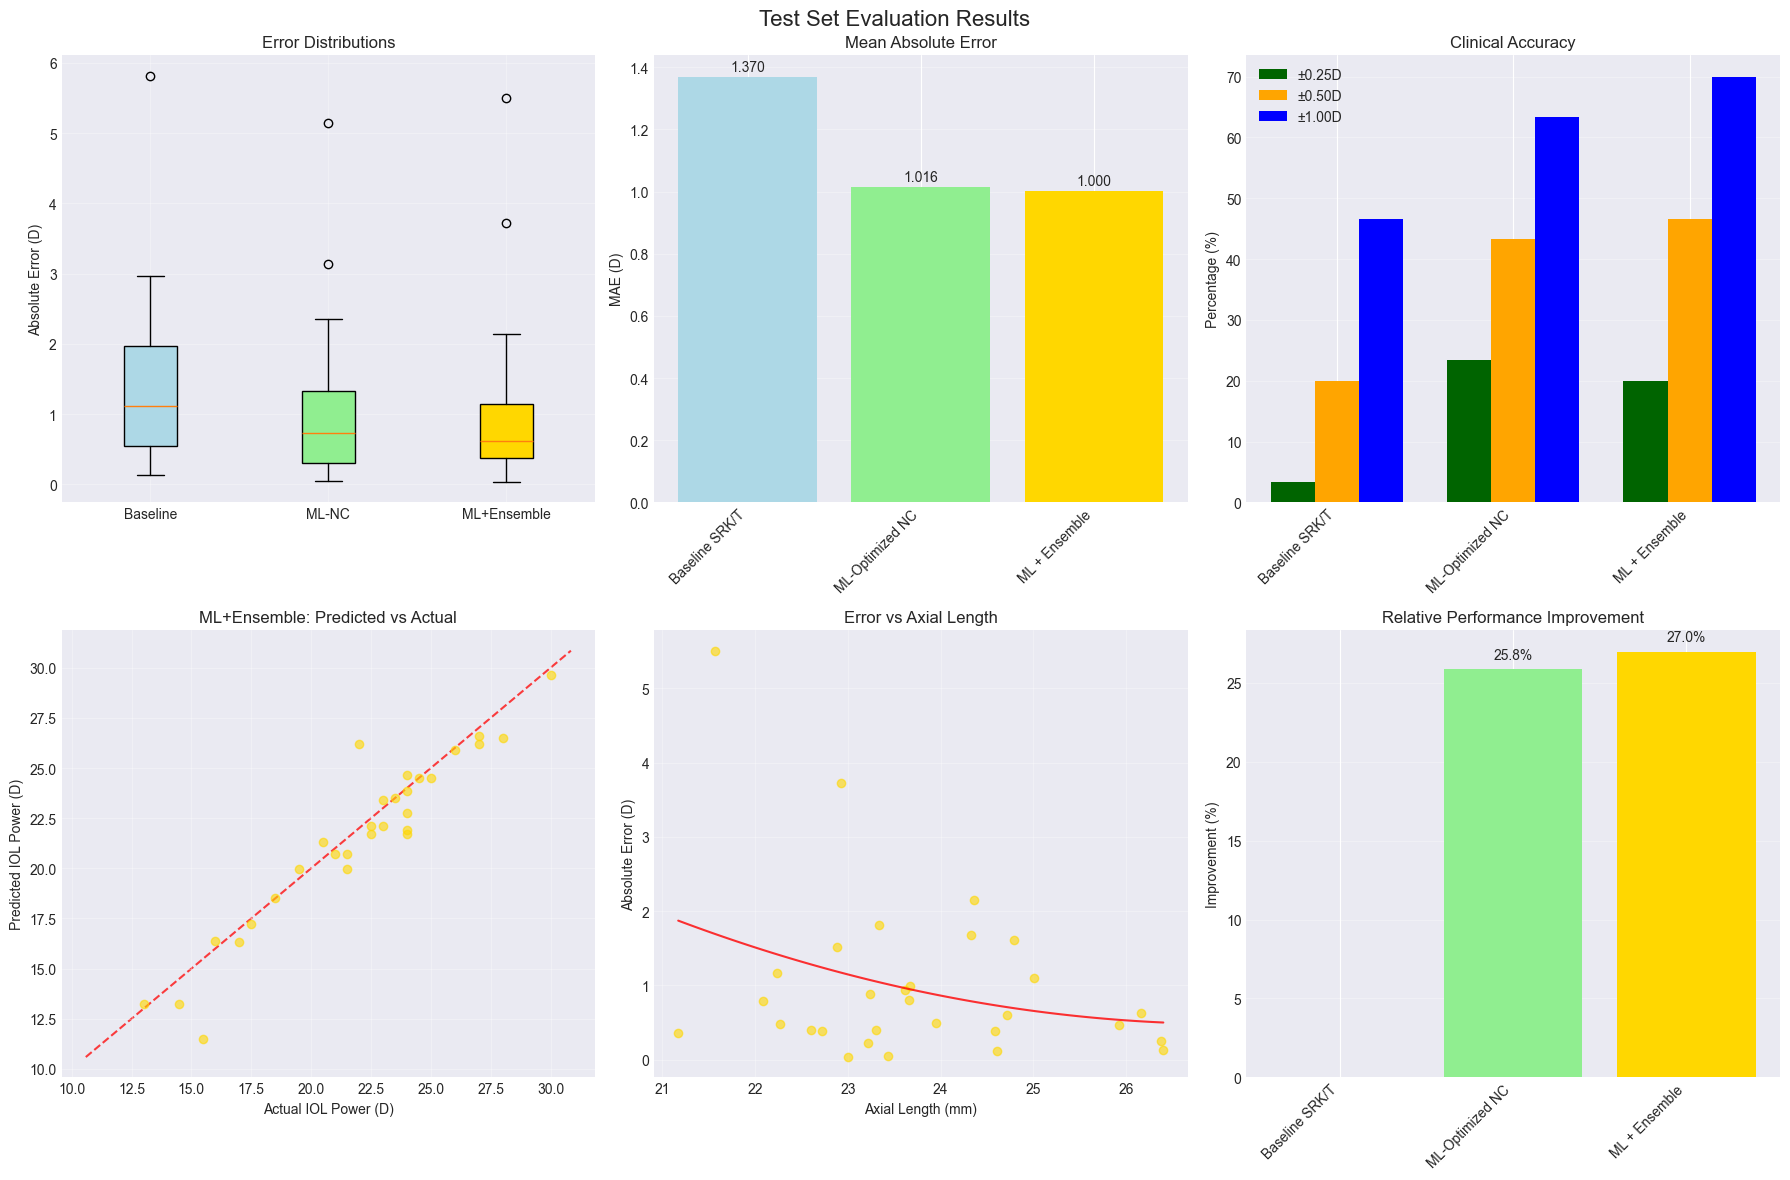 Test Set Evaluation Results
Error Distributions
Absolute Error (D)
6
5
4
3
2
1
0
Baseline
ML-NC
ML+Ensemble
Mean Absolute Error
MAE (D)
1.4
1.2
1.0
0.8
0.6
0.4
0.2
0.0
1.370
1.016
1.000
Baseline SRK/T
ML-Optimized NC
ML + Ensemble
Clinical Accuracy
Percentage (%)
70
60
50
40
30
20
10
0
±0.25D
±0.50D
±1.00D
Baseline SRK/T
ML-Optimized NC
ML + Ensemble
ML+Ensemble: Predicted vs Actual
Predicted IOL Power (D)
30.0
27.5
25.0
22.5
20.0
17.5
15.0
12.5
10.0
10.0
12.5
15.0
17.5
20.0
22.5
25.0
27.5
30.0
Actual IOL Power (D)
Error vs Axial Length
Absolute Error (D)
5
4
3
2
1
0
21
22
23
24
25
26
Axial Length (mm)
Relative Performance Improvement
Improvement (%)
25
20
15
10
5
0
25.8%
27.0%
Baseline SRK/T
ML-Optimized NC
ML + Ensemble